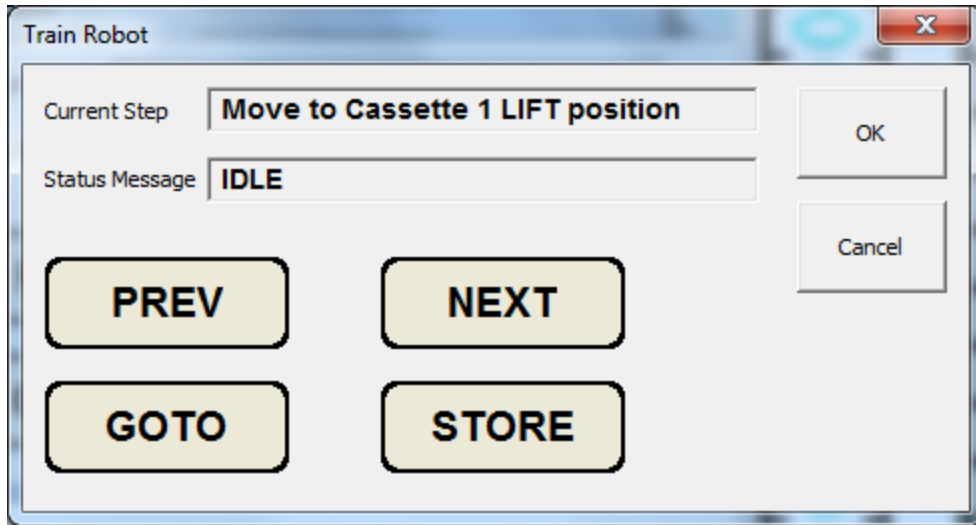 Train Robot
Current Step Move to Cassette 1 LIFT position
OK
Status Message IDLE
Cancel
PREV NEXT
GOTO STORE